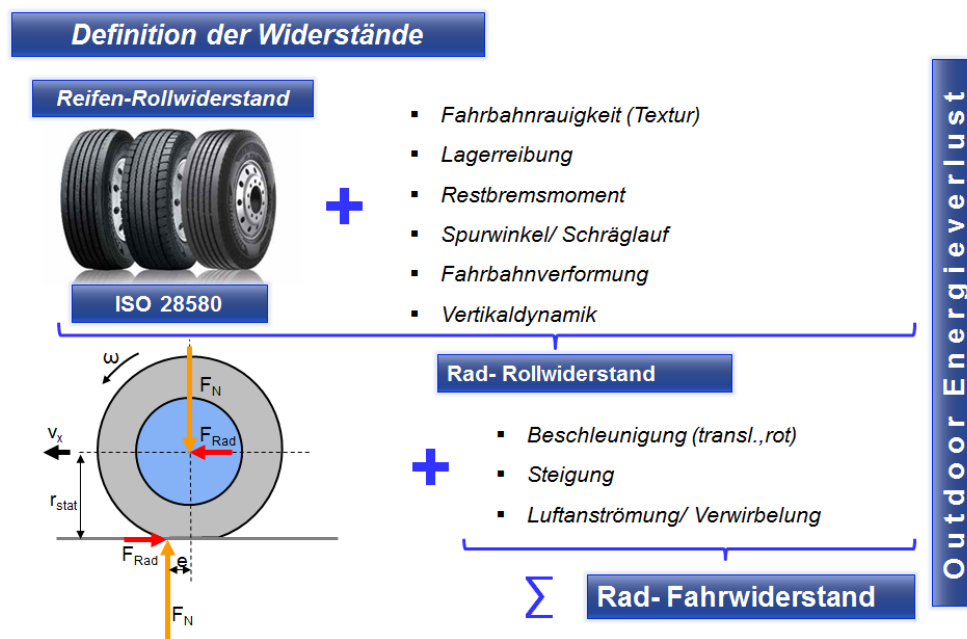 Definition der Widerstände
Reifen-Rollwiderstand
ISO 28580
+
▪ Fahrbahnrauigkeit (Textur)
▪ Lagerreibung
▪ Restbremsmoment
▪ Spurwinkel/ Schräglauf
▪ Fahrbahnverformung
▪ Vertikaldynamik
Rad- Rollwiderstand
ω
F_N
F_Rad
v_x
r_stat
F_Rad
e
F_N
+
▪ Beschleunigung (transl.,rot)
▪ Steigung
▪ Luftanströmung/ Verwirbelung
∑ Rad- Fahrwiderstand
Outdoor Energieverlust